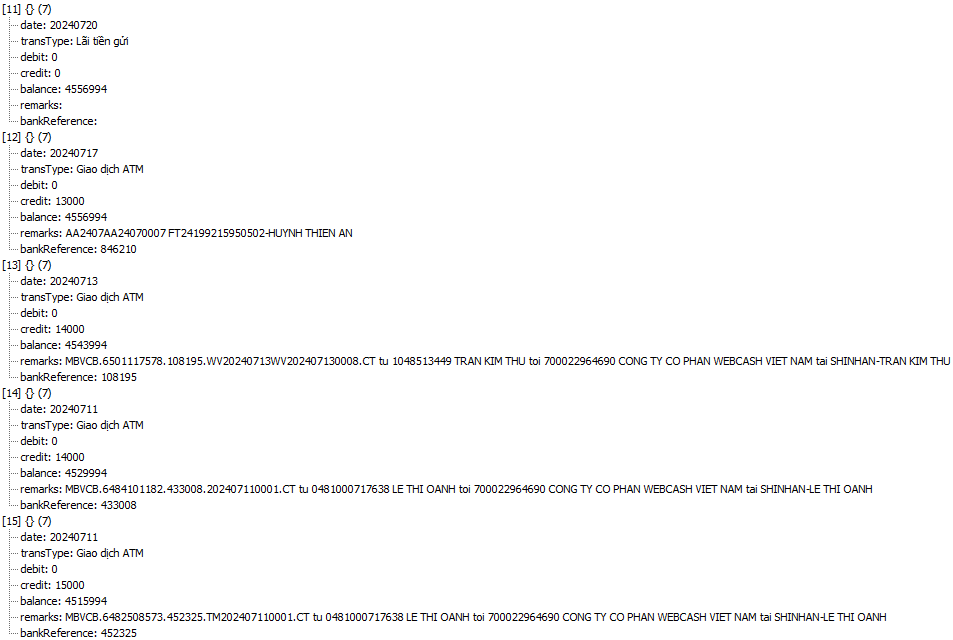 [11] {} (7)
date: 20240720
transType: Lãi tiền gửi
debit: 0
credit: 0
balance: 4556994
remarks:
bankReference:
[12] {} (7)
date: 20240717
transType: Giao dịch ATM
debit: 0
credit: 13000
balance: 4556994
remarks: AA2407AA24070007 FT24199215950502-HUYNH THIEN AN
bankReference: 846210
[13] {} (7)
date: 20240713
transType: Giao dịch ATM
debit: 0
credit: 14000
balance: 4543994
remarks: MBVCB.6501117578.108195.WV20240713WV202407130008.CT tu 1048513449 TRAN KIM THU toi 700022964690 CONG TY CO PHAN WEBCASH VIET NAM tai SHINHAN-TRAN KIM THU
bankReference: 108195
[14] {} (7)
date: 20240711
transType: Giao dịch ATM
debit: 0
credit: 14000
balance: 4529994
remarks: MBVCB.6484101182.433008.202407110001.CT tu 0481000717638 LE THI OANH toi 700022964690 CONG TY CO PHAN WEBCASH VIET NAM tai SHINHAN-LE THI OANH
bankReference: 433008
[15] {} (7)
date: 20240711
transType: Giao dịch ATM
debit: 0
credit: 15000
balance: 4515994
remarks: MBVCB.6482508573.452325.TM202407110001.CT tu 0481000717638 LE THI OANH toi 700022964690 CONG TY CO PHAN WEBCASH VIET NAM tai SHINHAN-LE THI OANH
bankReference: 452325